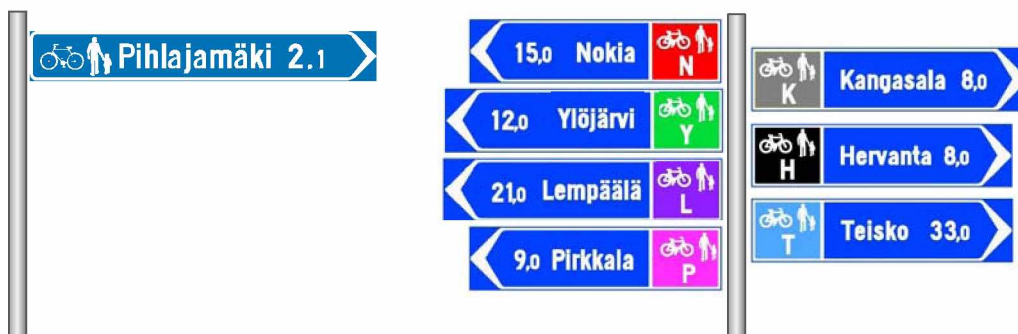 Pihlajamäki 2.1
15,0 Nokia N
12,0 Ylöjärvi Y
21,0 Lempäälä L
9,0 Pirkkala P
K Kangasala 8,0
H Hervanta 8,0
T Teisko 33,0